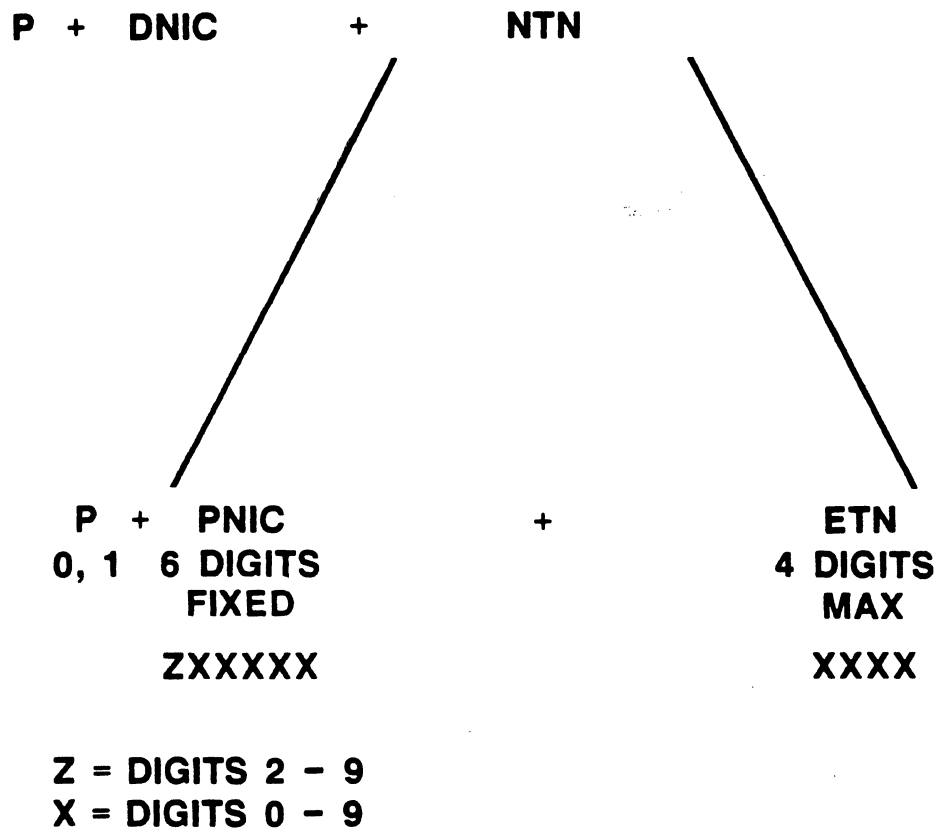 P + DNIC + NTN
P + PNIC + ETN
0, 1 6 DIGITS 4 DIGITS
FIXED MAX
ZXXXXX XXXX
Z = DIGITS 2 - 9
X = DIGITS 0 - 9